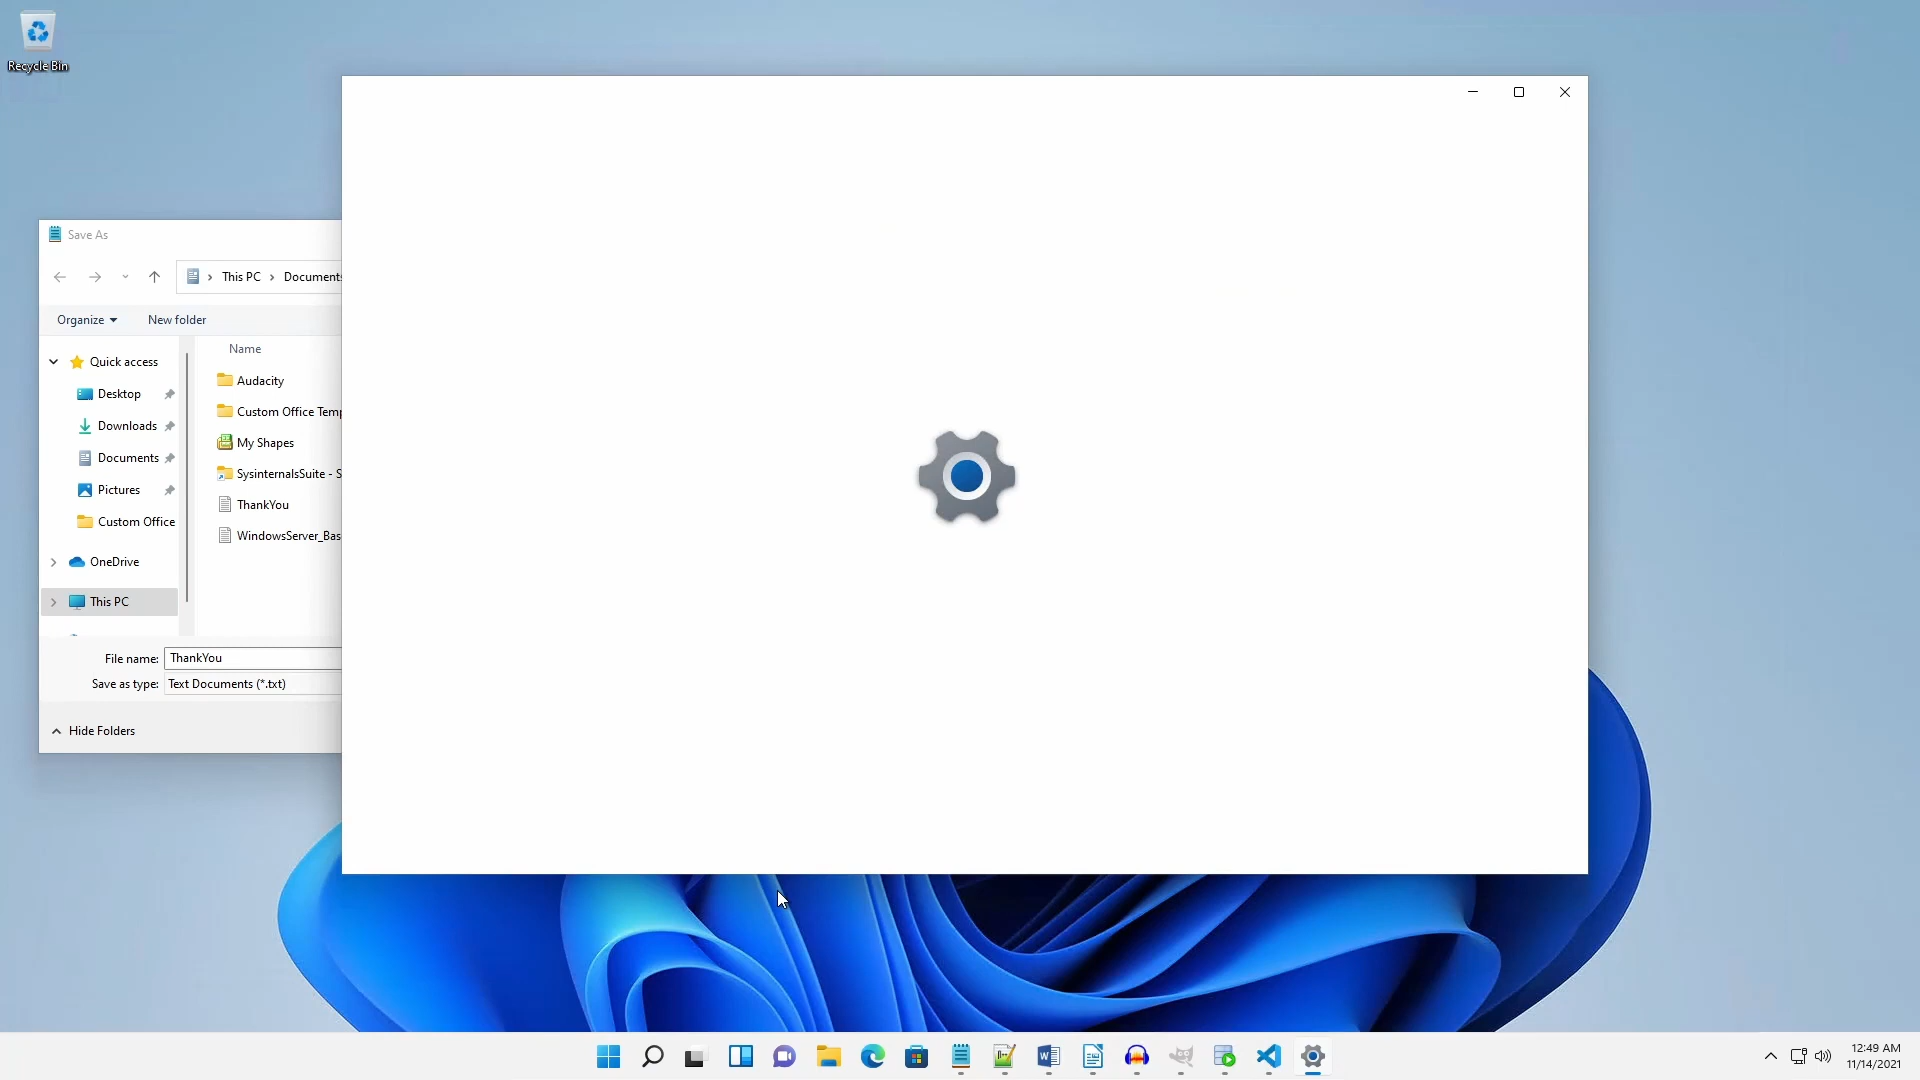 Recycle Bin
Save As
This PC
Documents
Organize
New folder
Name
Quick access
Desktop
Downloads
Documents
Pictures
Custom Office
OneDrive
This PC
Audacity
Custom Office Temp
My Shapes
SysinternalsSuite - S
ThankYou
WindowsServer_Bas
File name: ThankYou
Save as type: Text Documents (*.txt)
Hide Folders
12:49 AM
11/14/2021